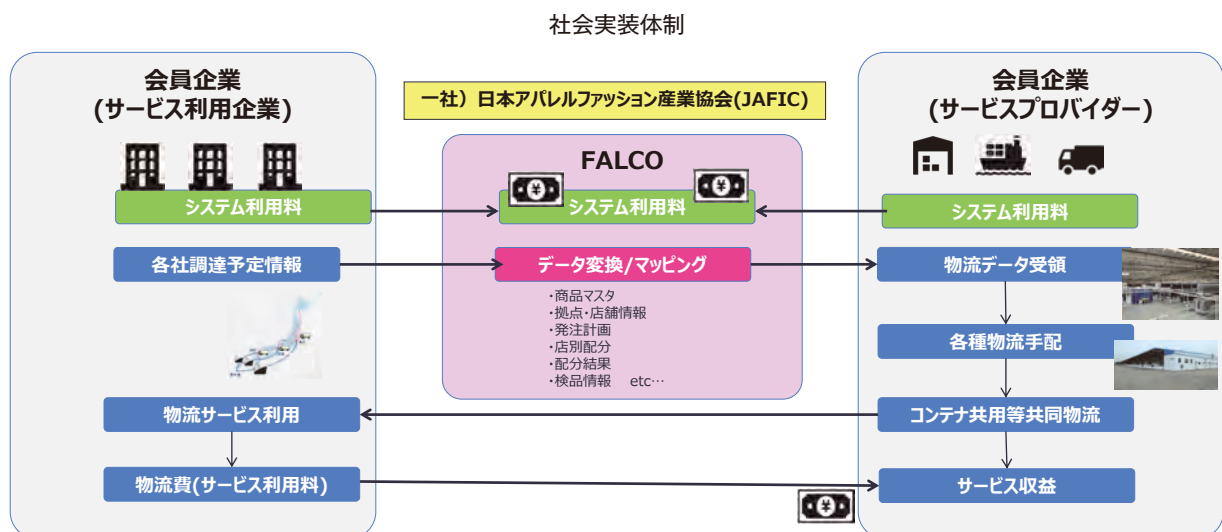 社会実装体制
会員企業
(サービス利用企業)
システム利用料
各社調達予定情報
物流サービス利用
物流費(サービス利用料)
一社）日本アパレルファッション産業協会(JAFIC)
FALCO
システム利用料
データ変換/マッピング
・商品マスタ
・拠点・店舗情報
・発注計画
・店別配分
・配分結果
・検品情報 etc…
会員企業
(サービスプロバイダー)
システム利用料
物流データ受領
各種物流手配
コンテナ共用等共同物流
サービス収益